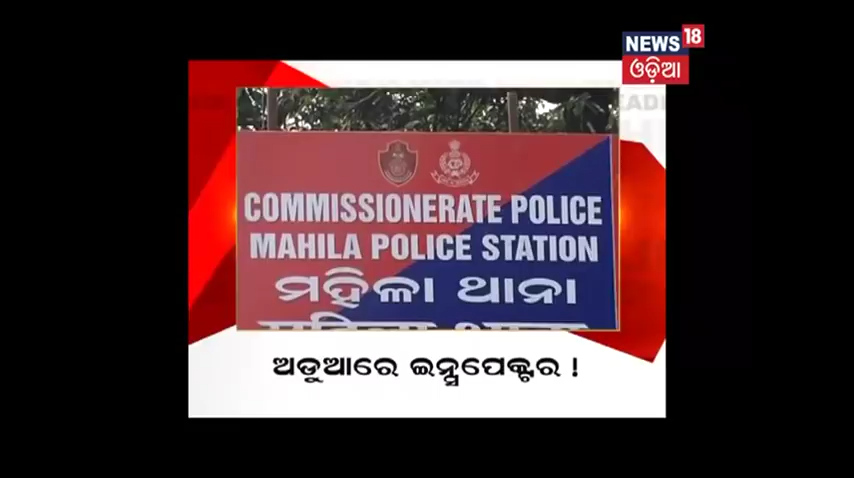 NEWS 18
ଓଡ଼ିଆ
COMMISSIONERATE POLICE
MAHILA POLICE STATION
ମହିଳା ଥାନା
ଅଡୁଆରେ ଇନ୍ସପେକ୍ଟର !